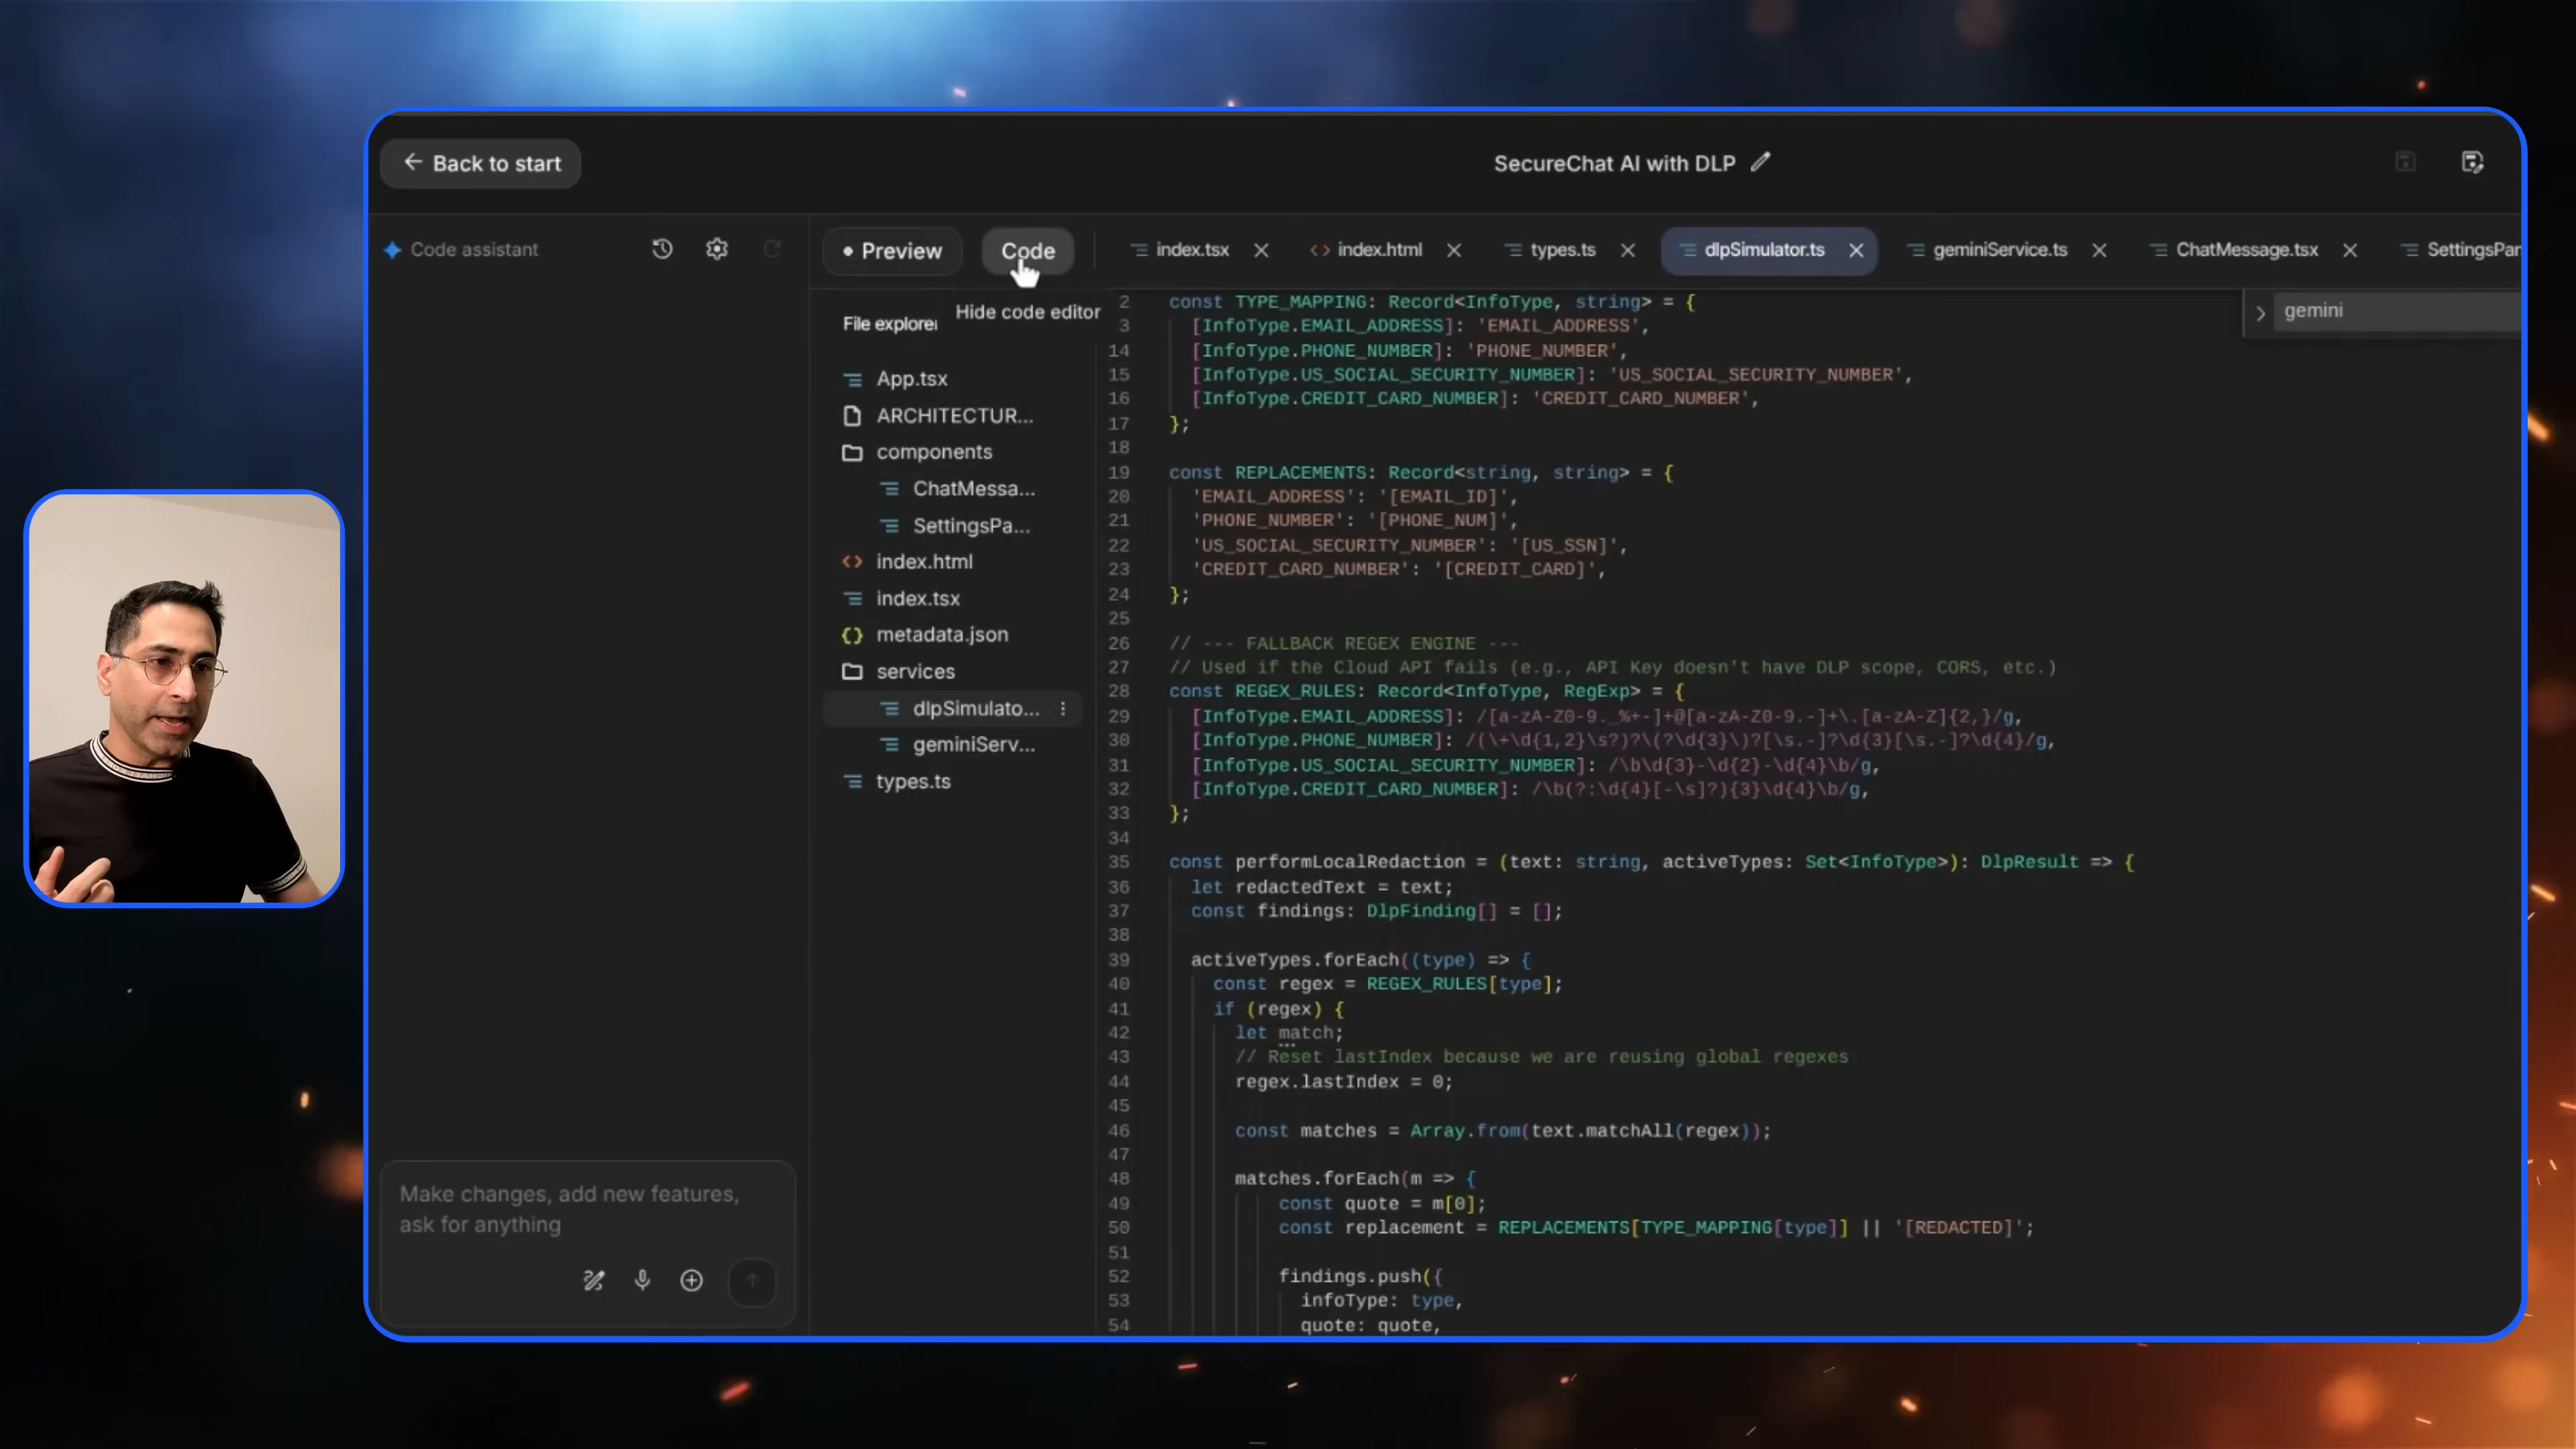 Back to start
SecureChat AI with DLP
Code assistant
Preview
Code
index.tsx
index.html
types.ts
dlpSimulator.ts
geminiService.ts
ChatMessage.tsx
SettingsPan
Hide code editor
gemini
File explorer
App.tsx
ARCHITECTUR...
components
ChatMessa...
SettingsPa...
index.html
index.tsx
metadata.json
services
dlpSimulato...
geminiServ...
types.ts
2 const TYPE_MAPPING: Record<InfoType, string> = {
3 [InfoType.EMAIL_ADDRESS]: 'EMAIL_ADDRESS',
14 [InfoType.PHONE_NUMBER]: 'PHONE_NUMBER',
15 [InfoType.US_SOCIAL_SECURITY_NUMBER]: 'US_SOCIAL_SECURITY_NUMBER',
16 [InfoType.CREDIT_CARD_NUMBER]: 'CREDIT_CARD_NUMBER',
17 };
18
19 const REPLACEMENTS: Record<string, string> = {
20 'EMAIL_ADDRESS': '[EMAIL_ID]',
21 'PHONE_NUMBER': '[PHONE_NUM]',
22 'US_SOCIAL_SECURITY_NUMBER': '[US_SSN]',
23 'CREDIT_CARD_NUMBER': '[CREDIT_CARD]',
24 };
25
26 // --- FALLBACK REGEX ENGINE ---
27 // Used if the Cloud API fails (e.g., API Key doesn't have DLP scope, CORS, etc.)
28 const REGEX_RULES: Record<InfoType, RegExp> = {
29 [InfoType.EMAIL_ADDRESS]: /[a-zA-Z0-9._%+-]+@[a-zA-Z0-9.-]+\.[a-zA-Z]{2,}/g,
30 [InfoType.PHONE_NUMBER]: /(\+\d{1,2}\s?)?\(?\d{3}\)?[\s.-]?\d{3}[\s.-]?\d{4}/g,
31 [InfoType.US_SOCIAL_SECURITY_NUMBER]: /\b\d{3}-\d{2}-\d{4}\b/g,
32 [InfoType.CREDIT_CARD_NUMBER]: /\b(?:\d{4}[-\s]?){3}\d{4}\b/g,
33 };
34
35 const performLocalRedaction = (text: string, activeTypes: Set<InfoType>): DlpResult => {
36 let redactedText = text;
37 const findings: DlpFinding[] = [];
38
39 activeTypes.forEach((type) => {
40 const regex = REGEX_RULES[type];
41 if (regex) {
42 let match;
43 // Reset lastIndex because we are reusing global regexes
44 regex.lastIndex = 0;
45
46 const matches = Array.from(text.matchAll(regex));
47
48 matches.forEach(m => {
49 const quote = m[0];
50 const replacement = REPLACEMENTS[TYPE_MAPPING[type]] || '[REDACTED]';
51
52 findings.push({
53 infoType: type,
54 quote: quote,
Make changes, add new features,
ask for anything